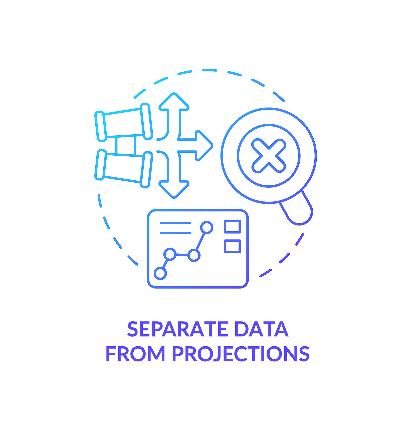 SEPARATE DATA
FROM PROJECTIONS